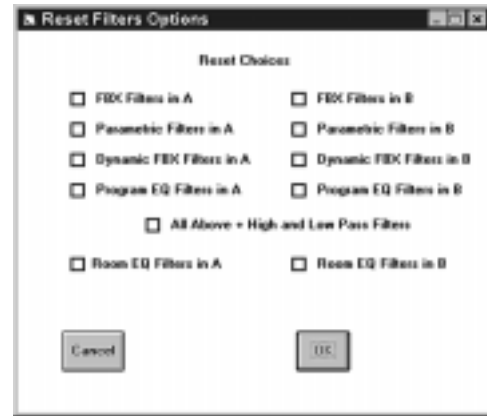 Reset Filters Options
Reset Choices
FBX Filters in A
FBX Filters in B
Parametric Filters in A
Parametric Filters in B
Dynamic FBX Filters in A
Dynamic FBX Filters in B
Program EQ Filters in A
Program EQ Filters in B
All Above + High and Low Pass Filters
Room EQ Filters in A
Room EQ Filters in B
Cancel
OK